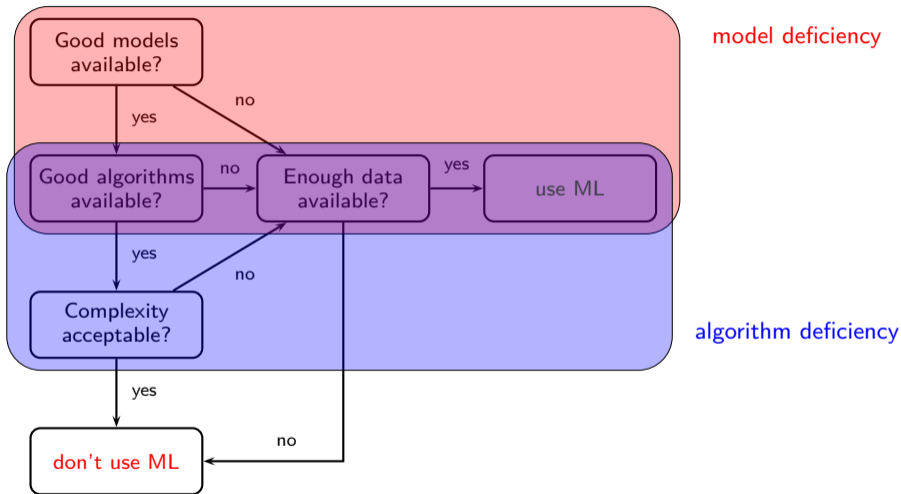 Good models
available?
model deficiency
no
yes
Good algorithms
available?
no
Enough data
available?
yes
use ML
yes
no
Complexity
acceptable?
algorithm deficiency
yes
no
don't use ML